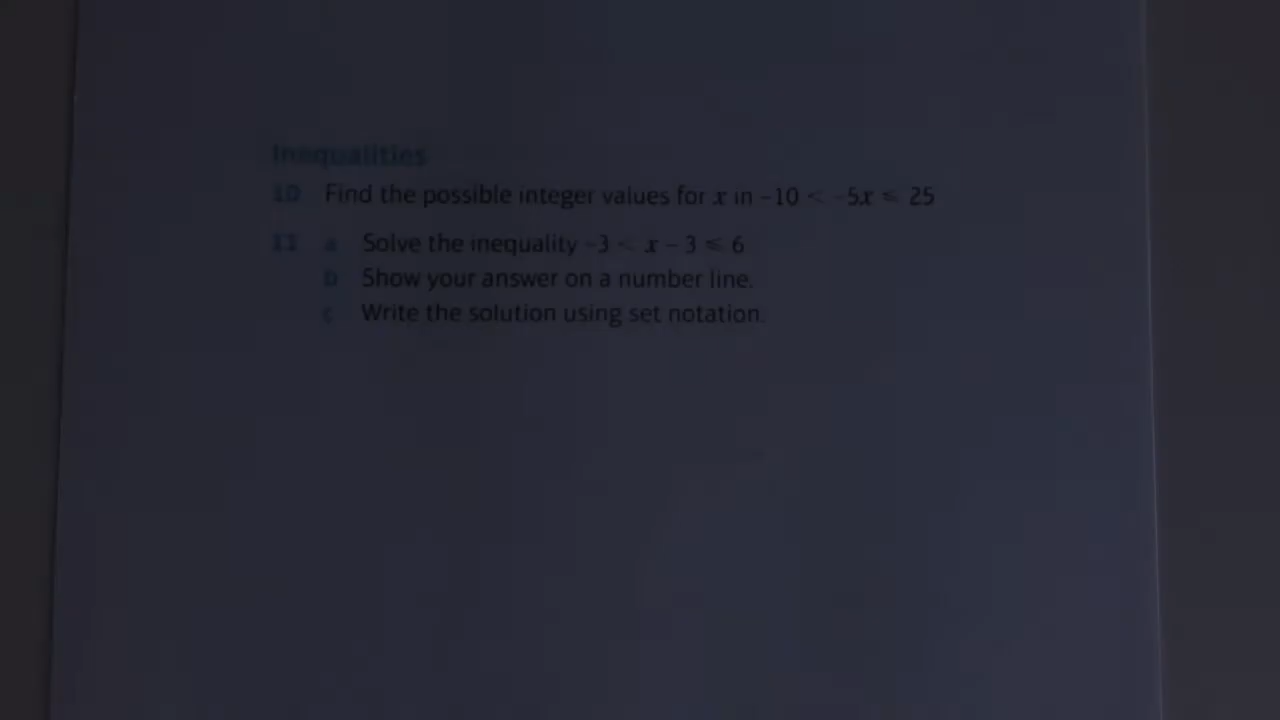 Inequalities
10 Find the possible integer values for x in −10 < −5x ⩽ 25
11 a Solve the inequality −3 < x − 3 ⩽ 6
b Show your answer on a number line.
c Write the solution using set notation.